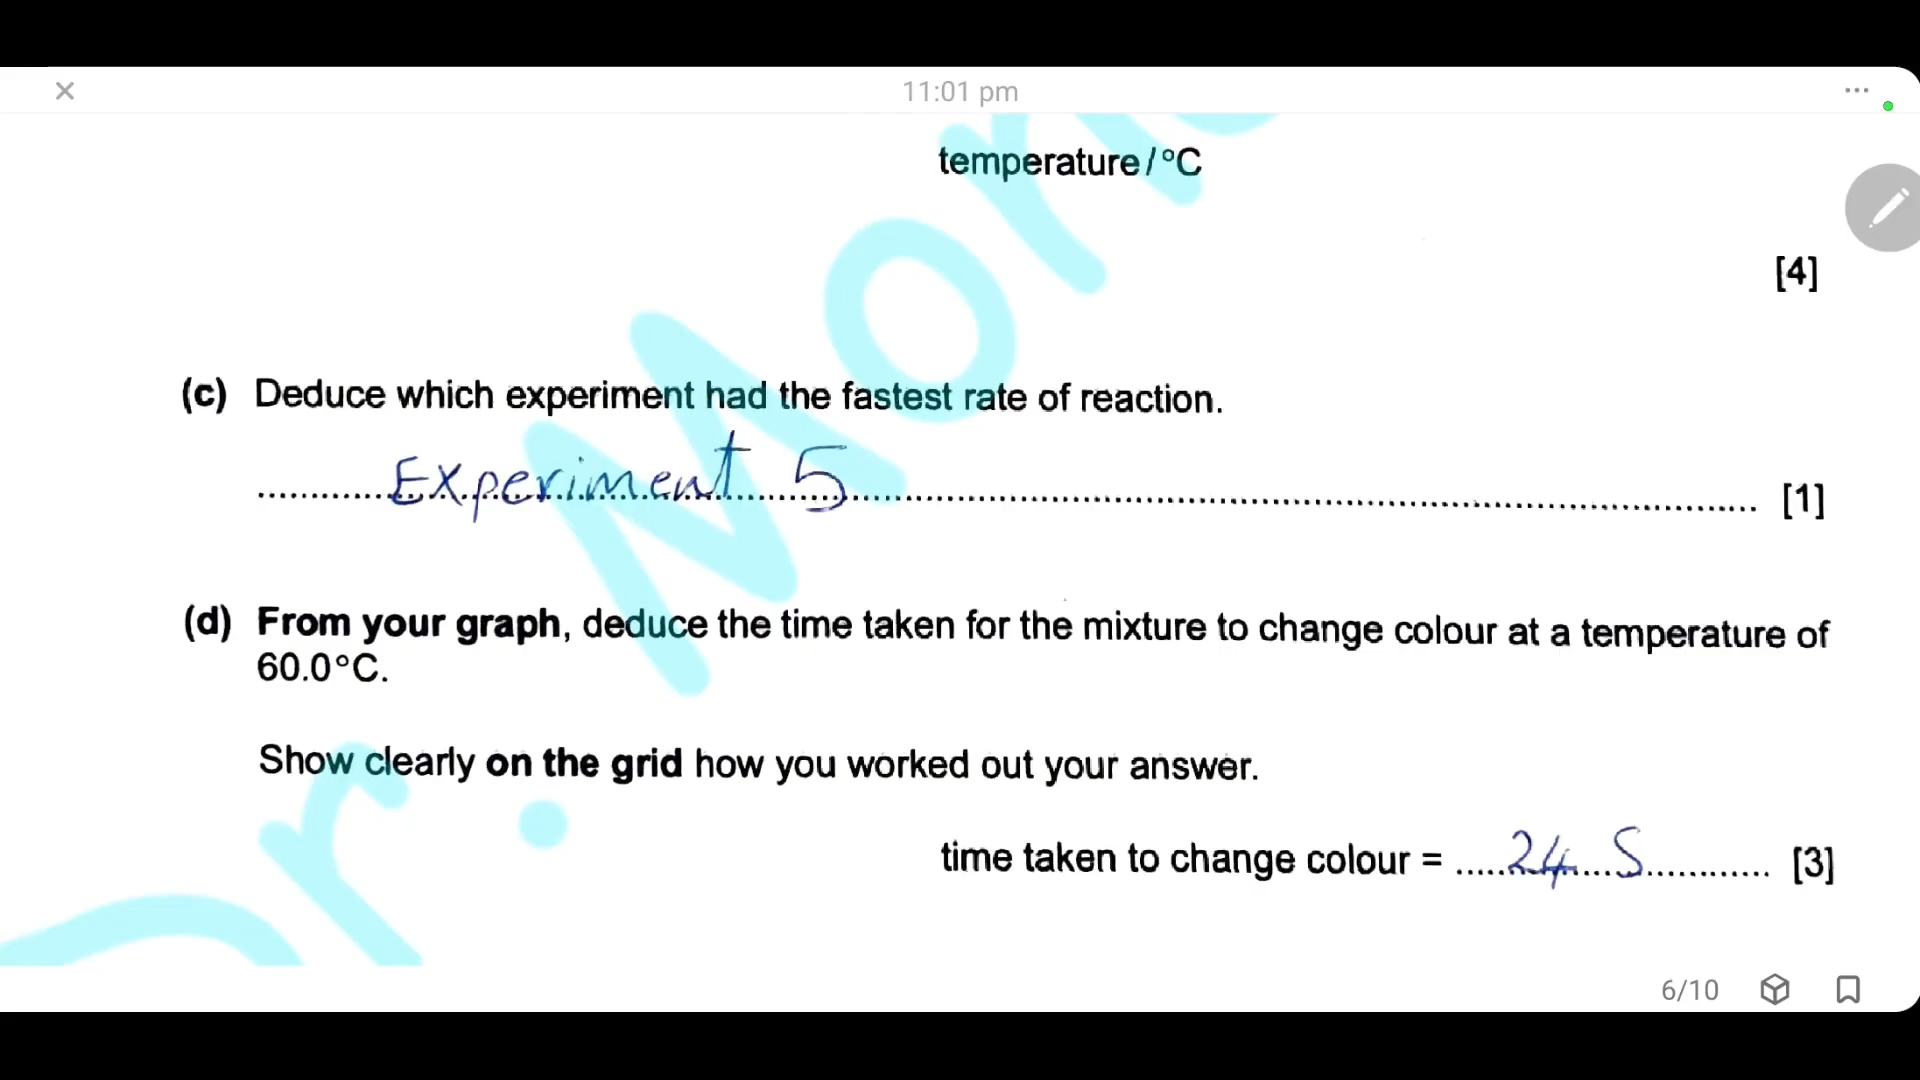 11:01 pm
temperature/°C
[4]
(c) Deduce which experiment had the fastest rate of reaction.
Experiment 5 [1]
(d) From your graph, deduce the time taken for the mixture to change colour at a temperature of
60.0°C.
Show clearly on the grid how you worked out your answer.
time taken to change colour = 24 S [3]
6/10